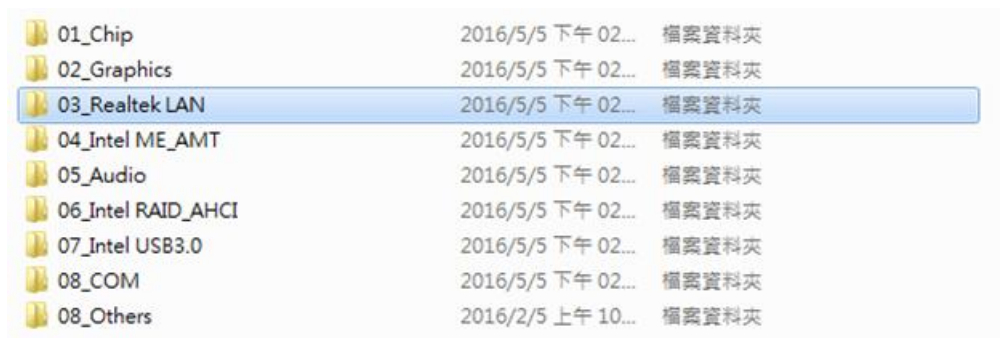 01_Chip 2016/5/5 下午 02... 檔案資料夾
02_Graphics 2016/5/5 下午 02... 檔案資料夾
03_Realtek LAN 2016/5/5 下午 02... 檔案資料夾
04_Intel ME_AMT 2016/5/5 下午 02... 檔案資料夾
05_Audio 2016/5/5 下午 02... 檔案資料夾
06_Intel RAID_AHCI 2016/5/5 下午 02... 檔案資料夾
07_Intel USB3.0 2016/5/5 下午 02... 檔案資料夾
08_COM 2016/5/5 下午 02... 檔案資料夾
08_Others 2016/2/5 上午 10... 檔案資料夾